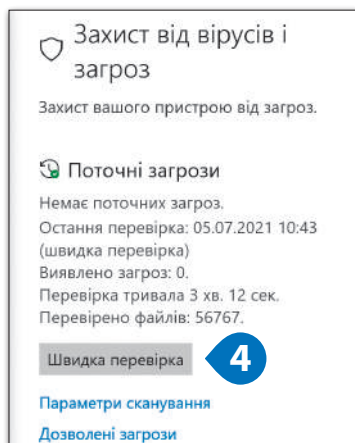 Захист від вірусів і
загроз
Захист вашого пристрою від загроз.
Поточні загрози
Немає поточних загроз.
Остання перевірка: 05.07.2021 10:43
(швидка перевірка)
Виявлено загроз: 0.
Перевірка тривала 3 хв. 12 сек.
Перевірено файлів: 56767.
Швидка перевірка 4
Параметри сканування
Дозволені загрози